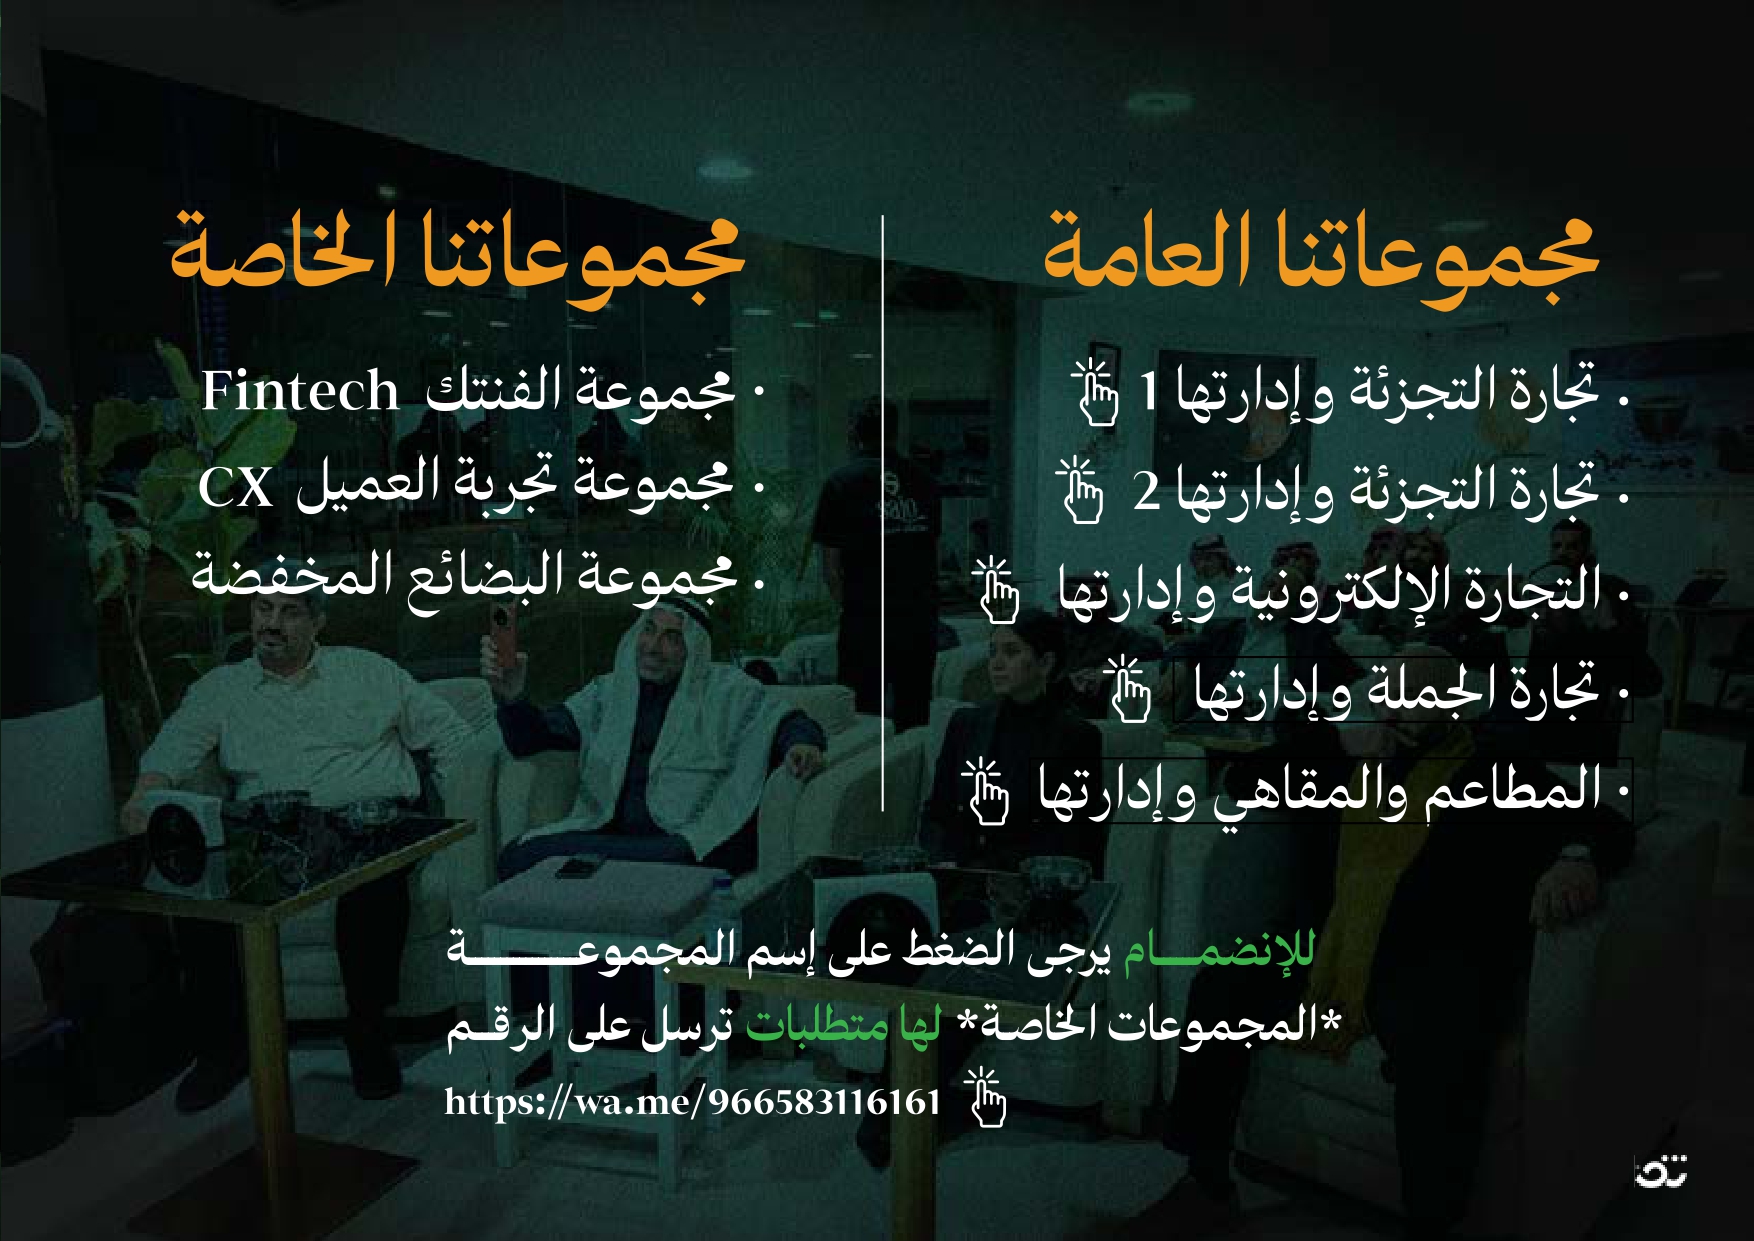 مجموعاتنا العامة
• تجارة التجزئة وإدارتها 1
• تجارة التجزئة وإدارتها 2
• التجارة الإلكترونية وإدارتها
• تجارة الجملة وإدارتها
• المطاعم والمقاهي وإدارتها
مجموعاتنا الخاصة
• مجموعة الفنتك Fintech
• مجموعة تجربة العميل CX
• مجموعة البضائع المخفضة
للإنضمـــام يرجى الضغط على إسم المجموعـــــــــة
*المجموعات الخاصة* لها متطلبات ترسل على الرقـم
https://wa.me/966583116161